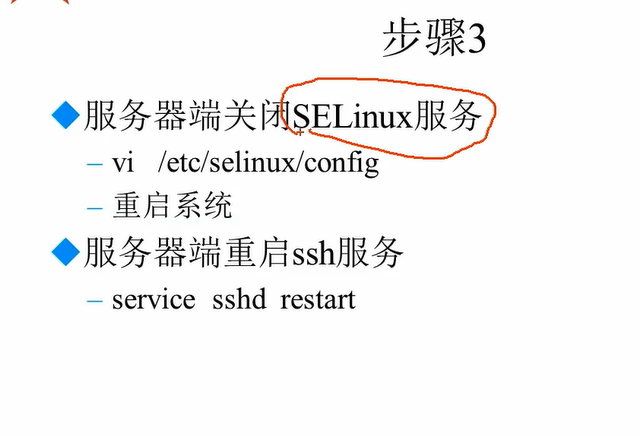 步骤3
服务器端关闭SELinux服务
– vi /etc/selinux/config
– 重启系统
服务器端重启ssh服务
– service sshd restart